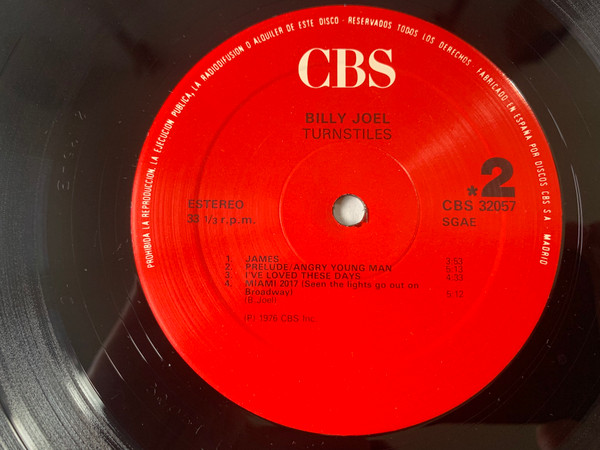 PROHIBIDA LA REPRODUCCION, LA EJECUCION PUBLICA, LA RADIODIFUSION O ALQUILER DE ESTE DISCO - RESERVADOS TODOS LOS DERECHOS - FABRICADO EN ESPAÑA POR DISCOS CBS S.A. MADRID
CBS
BILLY JOEL
TURNSTILES
*2
ESTEREO
CBS 32057
33 1/3 r.p.m.
SGAE
1. JAMES 3:53
2. PRELUDE/ANGRY YOUNG MAN 5:13
3. I'VE LOVED THESE DAYS 4:33
4. MIAMI 2017 (Seen the lights go out on
Broadway) 5:12
(B. Joel)
(P) 1976 CBS Inc.